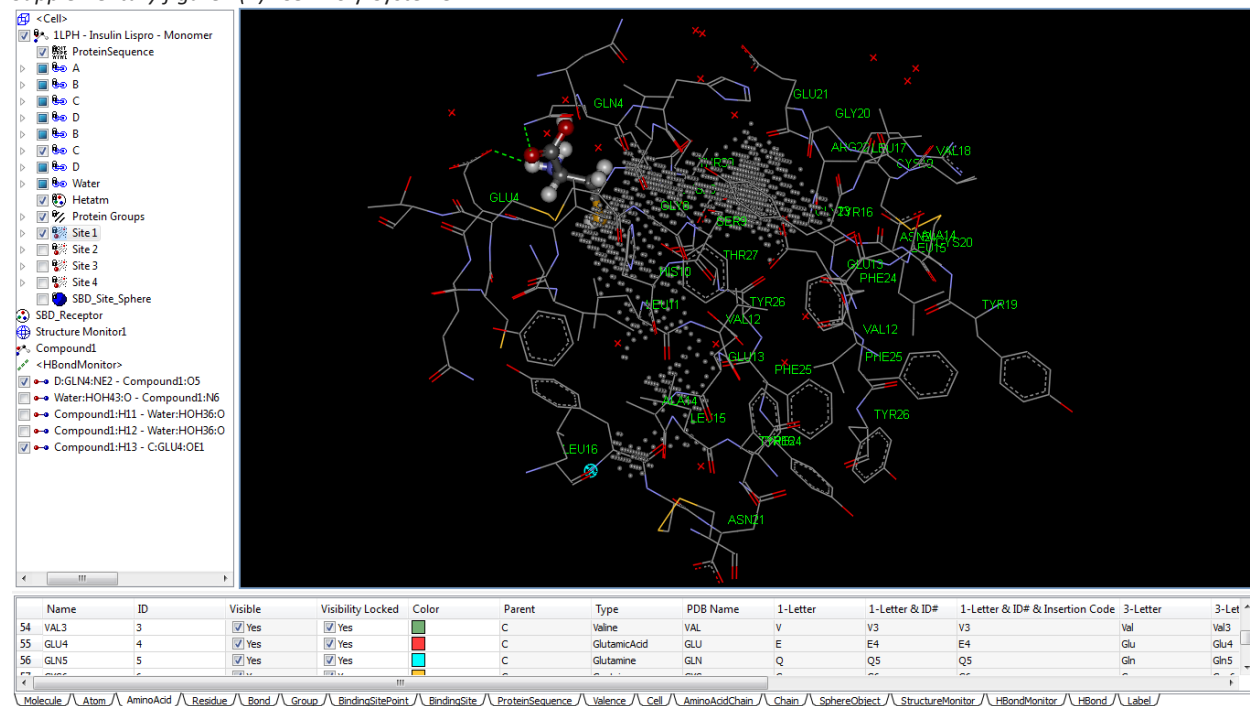 <Cell>
1LPH - Insulin Lispro - Monomer
ProteinSequence
A
B
C
D
B
C
D
Water
Hetatm
Protein Groups
Site 1
Site 2
Site 3
Site 4
SBD_Site_Sphere
SBD_Receptor
Structure Monitor1
Compound1
<HBondMonitor>
D:GLN4:NE2 - Compound1:O5
Water:HOH43:O - Compound1:N6
Compound1:H11 - Water:HOH36:O
Compound1:H12 - Water:HOH36:O
Compound1:H13 - C:GLU4:OE1
GLU21
GLN4
GLY20
LEU17
VAL18
GLU4
GLY8
TYR16
THR27
HIS10
GLU13
PHE24
LEU11
TYR26
TYR19
VAL12
VAL12
GLU13
PHE25
PHE25
LEU15
TYR26
LEU16
ASN21
Name ID Visible Visibility Locked Color Parent Type PDB Name 1-Letter 1-Letter & ID# 1-Letter & ID# & Insertion Code 3-Letter 3-Let
54 VAL3 3 Yes Yes C Valine VAL V V3 V3 Val Val3
55 GLU4 4 Yes Yes C GlutamicAcid GLU E E4 E4 Glu Glu4
56 GLN5 5 Yes Yes C Glutamine GLN Q Q5 Q5 Gln Gln5
Molecule Atom AminoAcid Residue Bond Group BindingSitePoint BindingSite ProteinSequence Valence Cell AminoAcidChain Chain SphereObject StructureMonitor HBondMonitor HBond Label